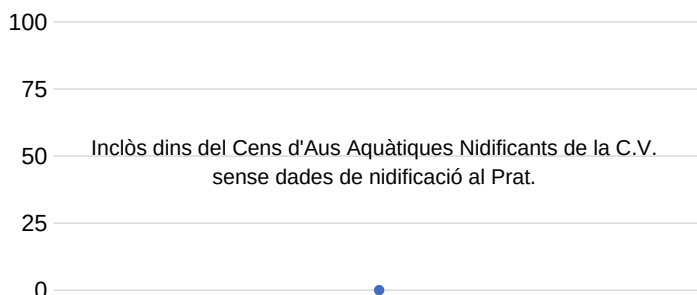 100
75
Inclòs dins del Cens d'Aus Aquàtiques Nidificants de la C.V.
50
sense dades de nidificació al Prat.
25
0